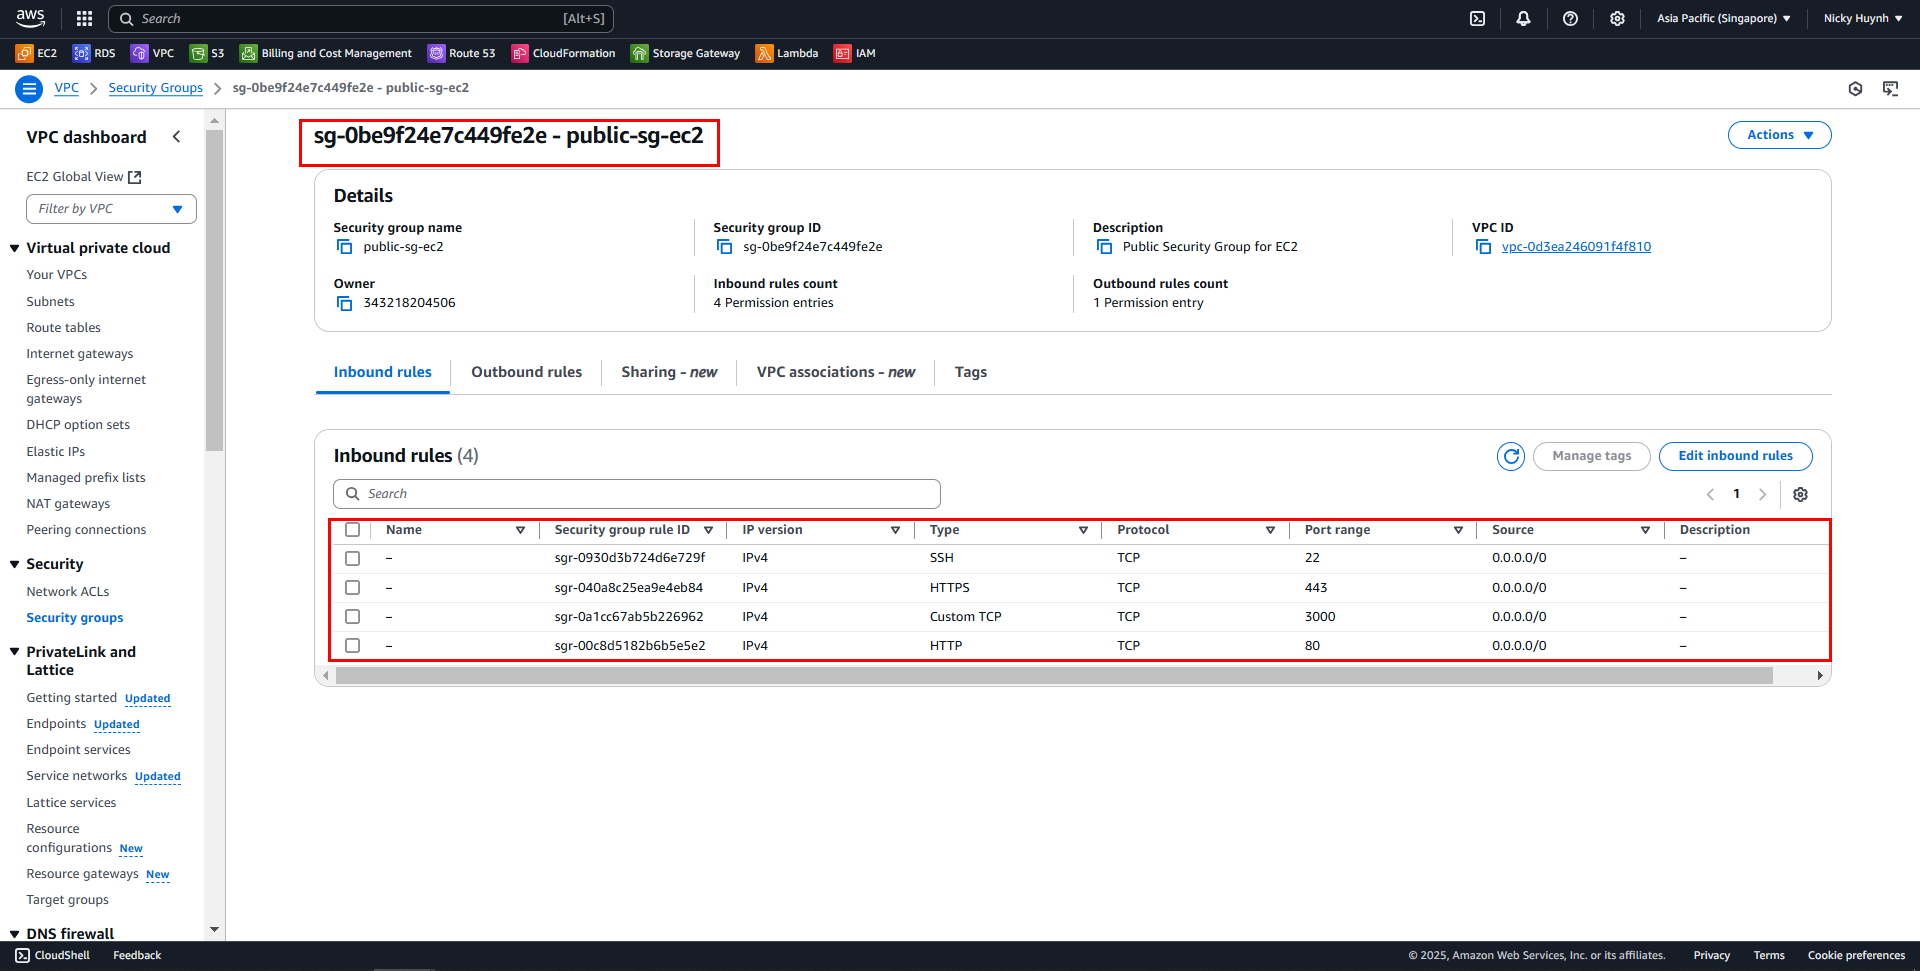 aws
Search [Alt+S]
Asia Pacific (Singapore)
Nicky Huynh
EC2 RDS VPC S3 Billing and Cost Management Route 53 CloudFormation Storage Gateway Lambda IAM
VPC Security Groups sg-0be9f24e7c449fe2e - public-sg-ec2
VPC dashboard
EC2 Global View
Filter by VPC
Virtual private cloud
Your VPCs
Subnets
Route tables
Internet gateways
Egress-only internet
gateways
DHCP option sets
Elastic IPs
Managed prefix lists
NAT gateways
Peering connections
Security
Network ACLs
Security groups
PrivateLink and
Lattice
Getting started Updated
Endpoints Updated
Endpoint services
Service networks Updated
Lattice services
Resource
configurations New
Resource gateways New
Target groups
DNS firewall
sg-0be9f24e7c449fe2e - public-sg-ec2
Actions
Details
Security group name
public-sg-ec2
Security group ID
sg-0be9f24e7c449fe2e
Description
Public Security Group for EC2
VPC ID
vpc-0d3ea246091f4f810
Owner
343218204506
Inbound rules count
4 Permission entries
Outbound rules count
1 Permission entry
Inbound rules Outbound rules Sharing - new VPC associations - new Tags
Inbound rules (4)
Manage tags
Edit inbound rules
Search
1
Name Security group rule ID IP version Type Protocol Port range Source Description
– sgr-0930d3b724d6e729f IPv4 SSH TCP 22 0.0.0.0/0 –
– sgr-040a8c25ea9e4eb84 IPv4 HTTPS TCP 443 0.0.0.0/0 –
– sgr-0a1cc67ab5b226962 IPv4 Custom TCP TCP 3000 0.0.0.0/0 –
– sgr-00c8d5182b6b5e5e2 IPv4 HTTP TCP 80 0.0.0.0/0 –
CloudShell Feedback
© 2025, Amazon Web Services, Inc. or its affiliates. Privacy Terms Cookie preferences